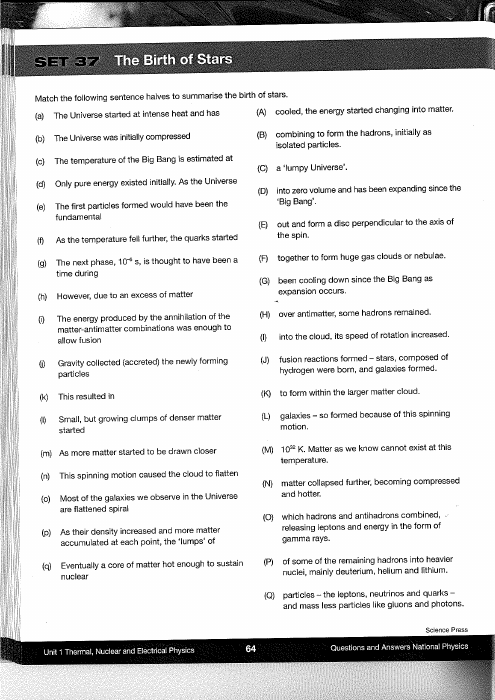 SET 37 The Birth of Stars
Match the following sentence halves to summarise the birth of stars.
(a) The Universe started at intense heat and has
(b) The Universe was initially compressed
(c) The temperature of the Big Bang is estimated at
(d) Only pure energy existed initially. As the Universe
(e) The first particles formed would have been the
fundamental
(f) As the temperature fell further, the quarks started
(g) The next phase, 10⁻⁶ s, is thought to have been a
time during
(h) However, due to an excess of matter
(i) The energy produced by the annihilation of the
matter-antimatter combinations was enough to
allow fusion
(j) Gravity collected (accreted) the newly forming
particles
(k) This resulted in
(l) Small, but growing clumps of denser matter
started
(m) As more matter started to be drawn closer
(n) This spinning motion caused the cloud to flatten
(o) Most of the galaxies we observe in the Universe
are flattened spiral
(p) As their density increased and more matter
accumulated at each point, the 'lumps' of
(q) Eventually a core of matter hot enough to sustain
nuclear
(A) cooled, the energy started changing into matter.
(B) combining to form the hadrons, initially as
isolated particles.
(C) a 'lumpy Universe'.
(D) into zero volume and has been expanding since the
'Big Bang'.
(E) out and form a disc perpendicular to the axis of
the spin.
(F) together to form huge gas clouds or nebulae.
(G) been cooling down since the Big Bang as
expansion occurs.
(H) over antimatter, some hadrons remained.
(I) into the cloud, its speed of rotation increased.
(J) fusion reactions formed – stars, composed of
hydrogen were born, and galaxies formed.
(K) to form within the larger matter cloud.
(L) galaxies – so formed because of this spinning
motion.
(M) 10³² K. Matter as we know cannot exist at this
temperature.
(N) matter collapsed further, becoming compressed
and hotter.
(O) which hadrons and antihadrons combined,
releasing leptons and energy in the form of
gamma rays.
(P) of some of the remaining hadrons into heavier
nuclei, mainly deuterium, helium and lithium.
(Q) particles – the leptons, neutrinos and quarks –
and mass less particles like gluons and photons.
Science Press
Unit 1 Thermal, Nuclear and Electrical Physics 64 Questions and Answers National Physics